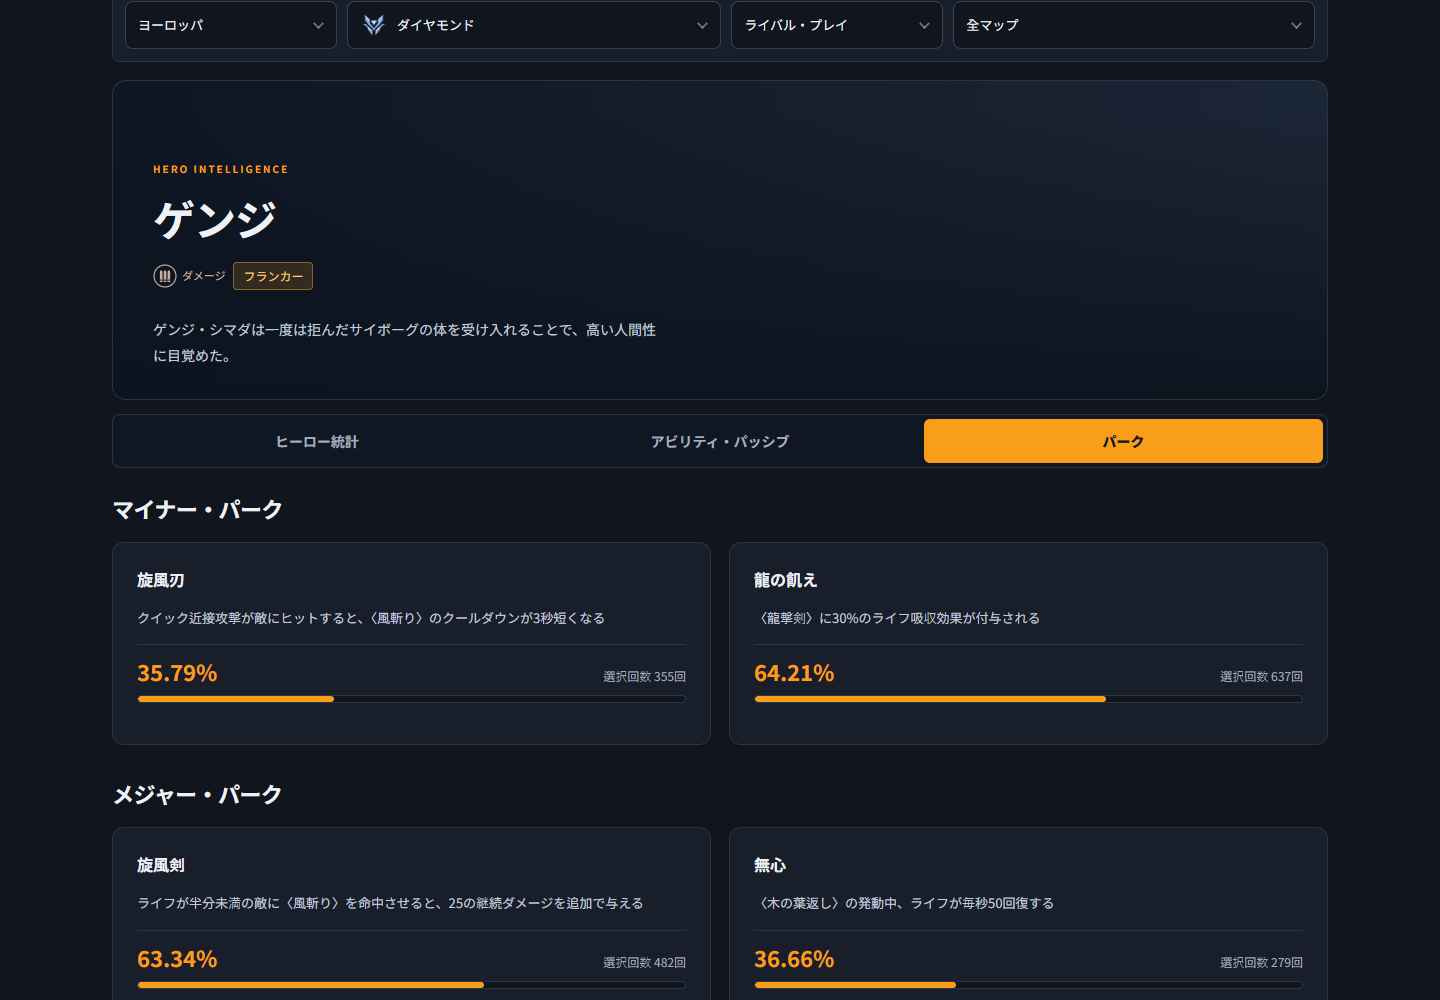 ヨーロッパ
ダイヤモンド
ライバル・プレイ
全マップ
HERO INTELLIGENCE
ゲンジ
ダメージ
フランカー
ゲンジ・シマダは一度は拒んだサイボーグの体を受け入れることで、高い人間性
に目覚めた。
ヒーロー統計
アビリティ・パッシブ
パーク
マイナー・パーク
旋風刃
クイック近接攻撃が敵にヒットすると、〈風斬り〉のクールダウンが3秒短くなる
35.79%
選択回数 355回
龍の飢え
〈龍撃剣〉に30%のライフ吸収効果が付与される
64.21%
選択回数 637回
メジャー・パーク
旋風剣
ライフが半分未満の敵に〈風斬り〉を命中させると、25の継続ダメージを追加で与える
63.34%
選択回数 482回
無心
〈木の葉返し〉の発動中、ライフが毎秒50回復する
36.66%
選択回数 279回